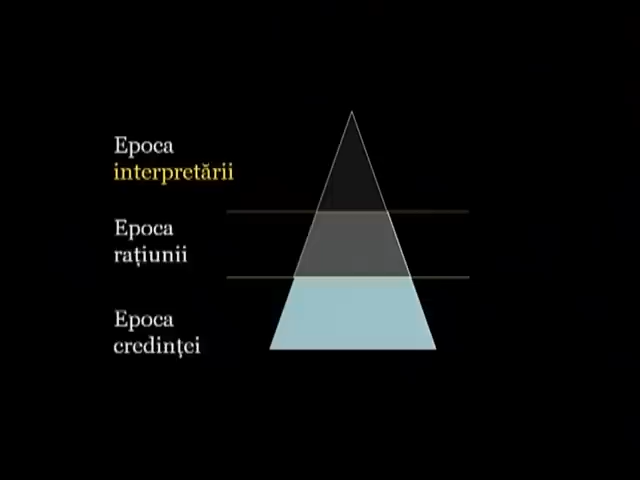 Epoca
interpretării
Epoca
rațiunii
Epoca
credinței